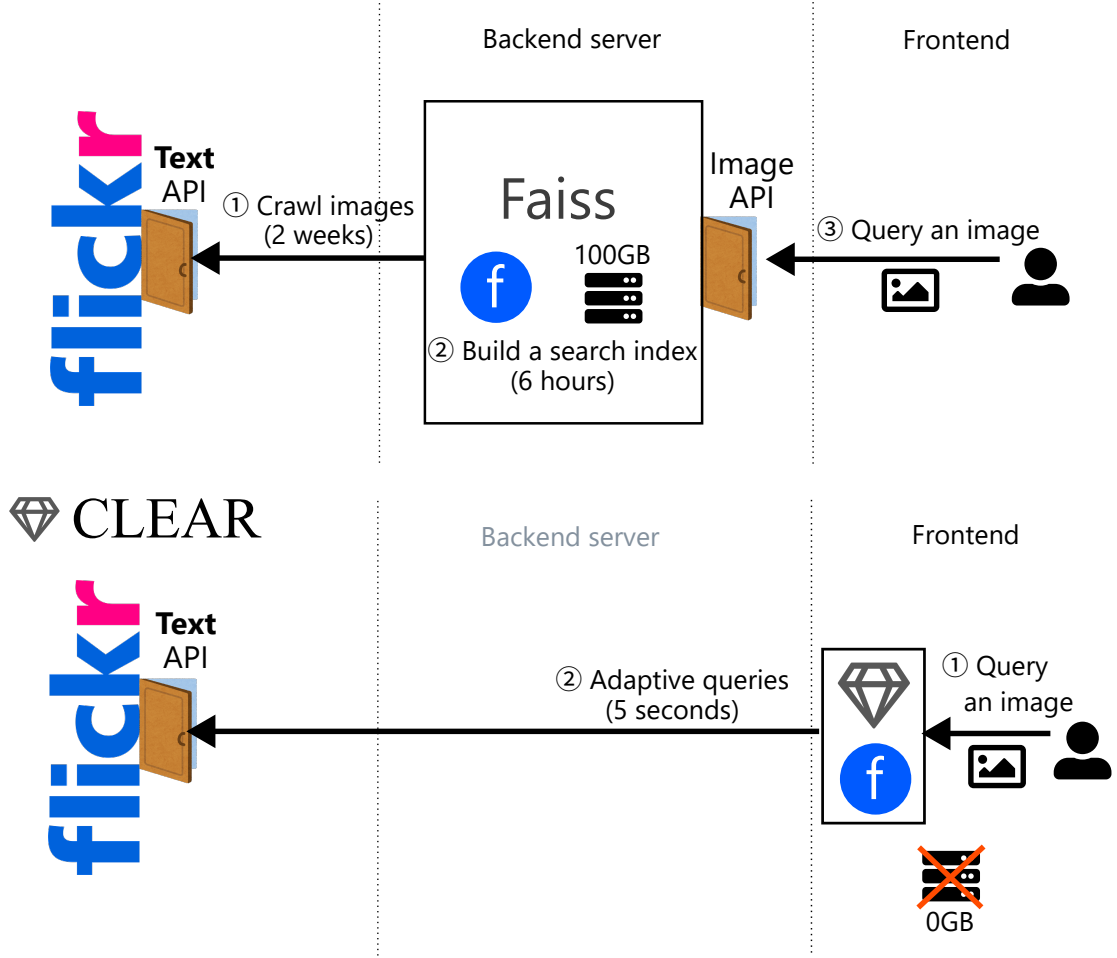 Backend server
Frontend
flickr
Text
API
① Crawl images
(2 weeks)
Faiss
f
100GB
② Build a search index
(6 hours)
Image
API
③ Query an image
CLEAR
Backend server
Frontend
flickr
Text
API
② Adaptive queries
(5 seconds)
f
① Query
an image
0GB